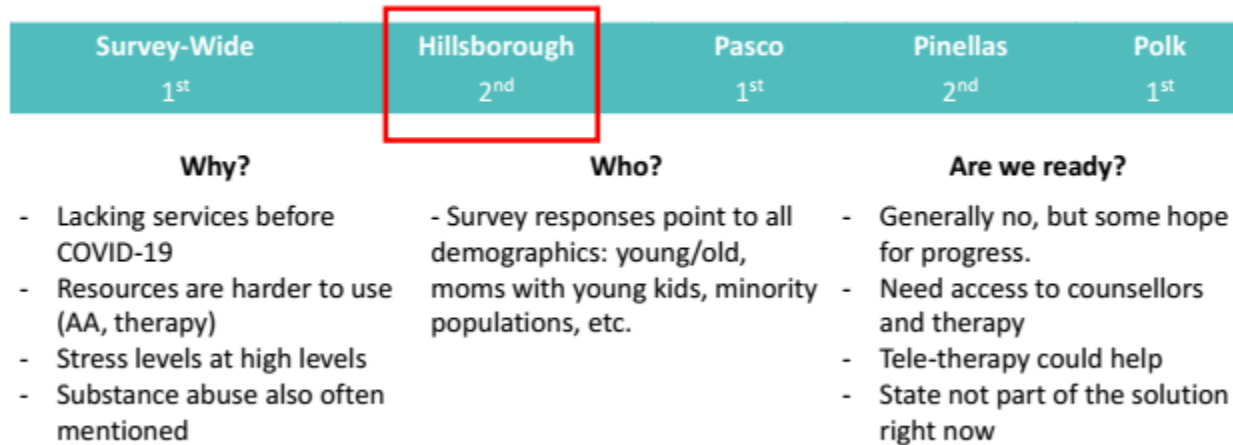 Survey-Wide Hillsborough Pasco Pinellas Polk
1st 2nd 1st 2nd 1st
Why?
- Lacking services before
COVID-19
- Resources are harder to use
(AA, therapy)
- Stress levels at high levels
- Substance abuse also often
mentioned
Who?
- Survey responses point to all
demographics: young/old,
moms with young kids, minority
populations, etc.
Are we ready?
- Generally no, but some hope
for progress.
- Need access to counsellors
and therapy
- Tele-therapy could help
- State not part of the solution
right now